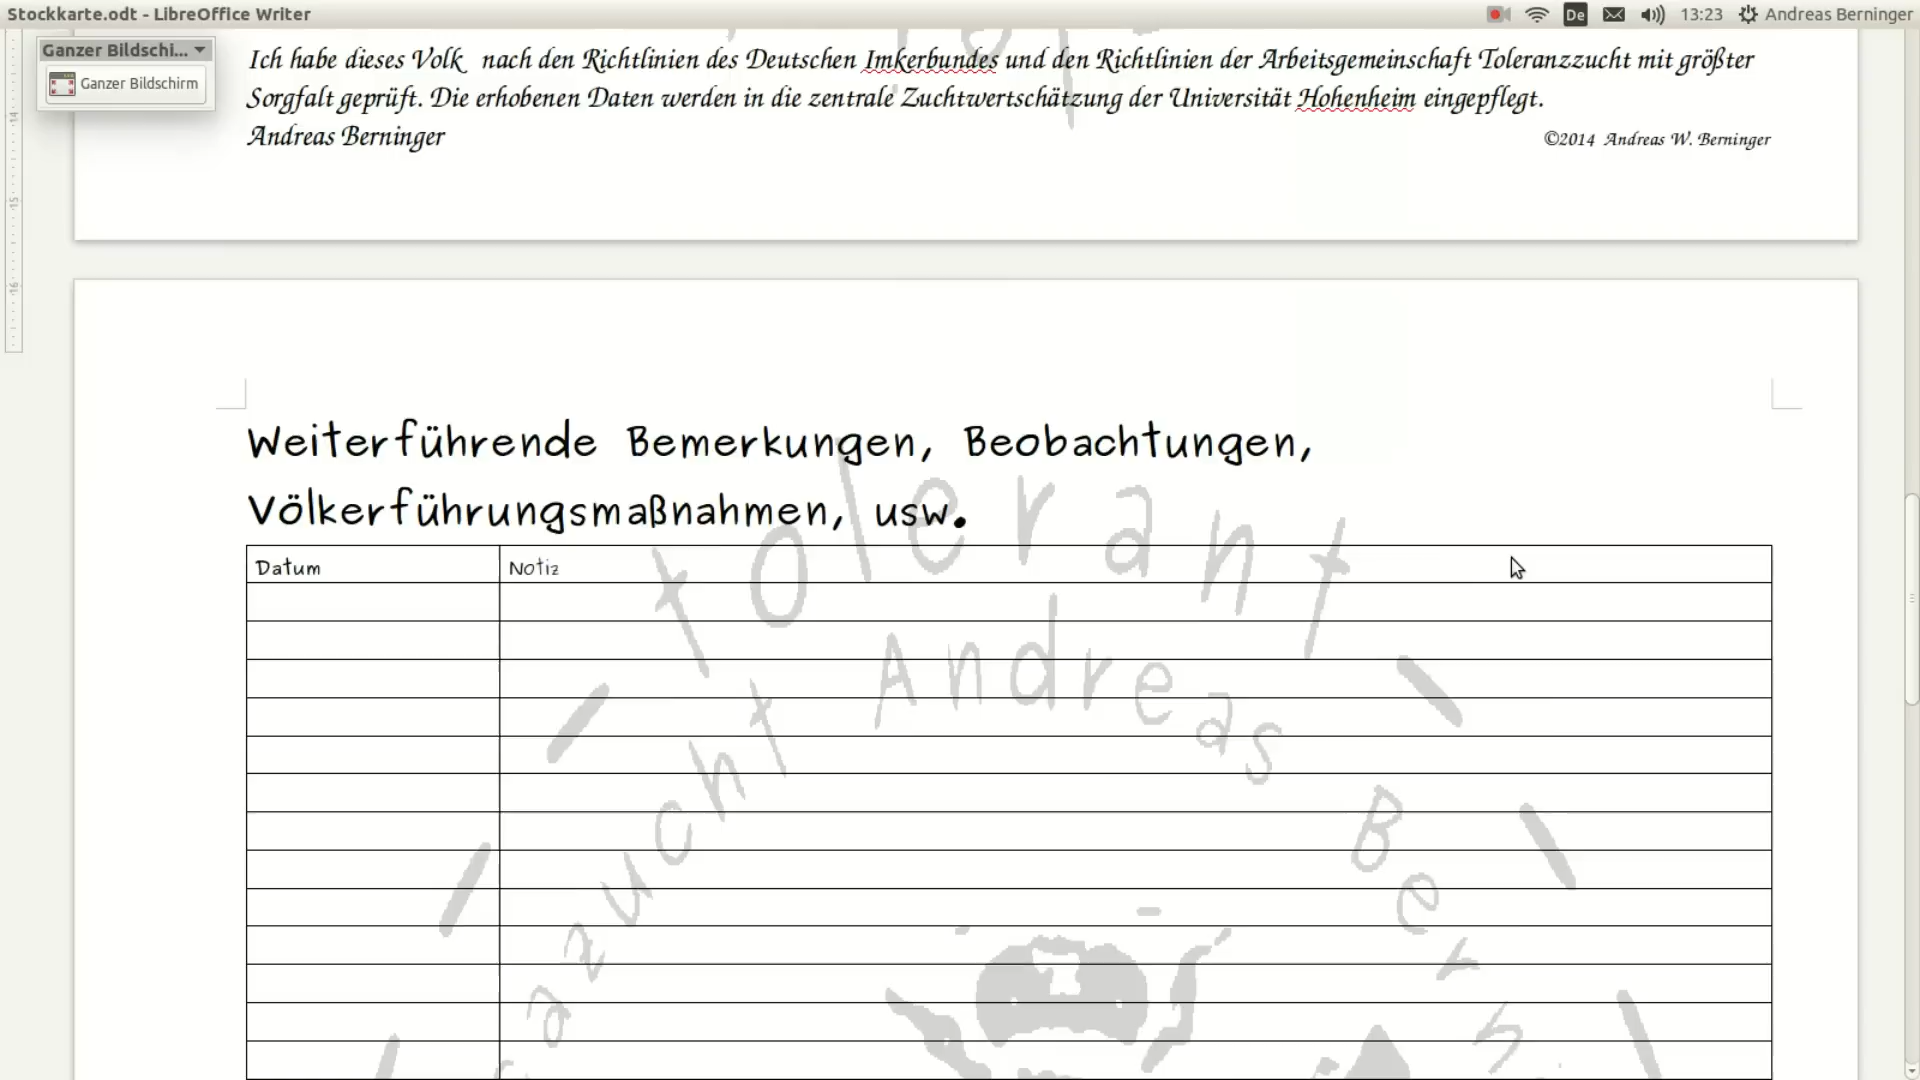 Stockkarte.odt - LibreOffice Writer
De
13:23
Andreas Berninger
Ganzer Bildschi...
Ganzer Bildschirm
Ich habe dieses Volk nach den Richtlinien des Deutschen Imkerbundes und den Richtlinien der Arbeitsgemeinschaft Toleranzzucht mit größter
Sorgfalt geprüft. Die erhobenen Daten werden in die zentrale Zuchtwertschätzung der Universität Hohenheim eingepflegt.
Andreas Berninger
©2014 Andreas W. Berninger
14
15
16
Weiterführende Bemerkungen, Beobachtungen,
Völkerführungsmaßnahmen, usw.
Datum
Notiz
tolerant
Andreas